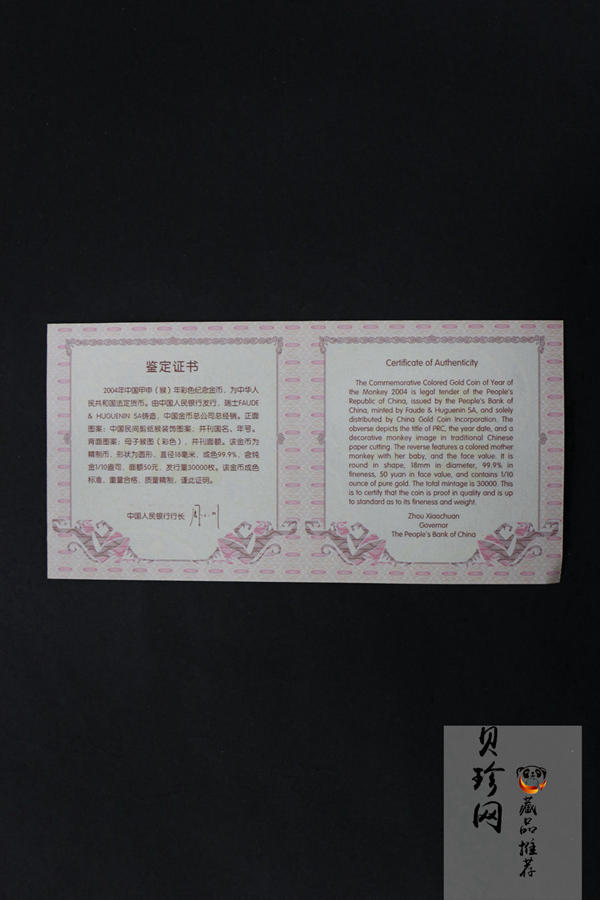 鉴定证书
2004年中国甲申（猴）年彩色纪念金币，为中华人
民共和国法定货币。由中国人民银行发行，瑞士FAUDE
& HUGUENIN SA铸造，中国金币总公司总经销。正面
图案：中国民间剪纸猴装饰图案，并刊国名、年号。
背面图案：母子猴图（彩色），并刊面额。该金币为
精制币，形状为圆形，直径18毫米，成色99.9%，含纯
金1/10盎司，面额50元，发行量30000枚。该金币成色
标准，重量合格，质量精制，谨此证明。
中国人民银行行长
Certificate of Authenticity
The Commemorative Colored Gold Coin of Year of
the Monkey 2004 is legal tender of the People's
Republic of China, issued by the People's Bank of
China, minted by Faude & Huguenin SA, and solely
distributed by China Gold Coin Incorporation. The
obverse depicts the title of PRC, the year date, and a
decorative monkey image in traditional Chinese
paper cutting. The reverse features a colored mother
monkey with her baby, and the face value. It is
round in shape, 18mm in diameter, 99.9% in
fineness, 50 yuan in face value, and contains 1/10
ounce of pure gold. The total mintage is 30000. This
is to certify that the coin is proof in quality and is up
to standard as to its fineness and weight.
Zhou Xiaochuan
Governor
The People's Bank of China
贝珍网
藏品推荐